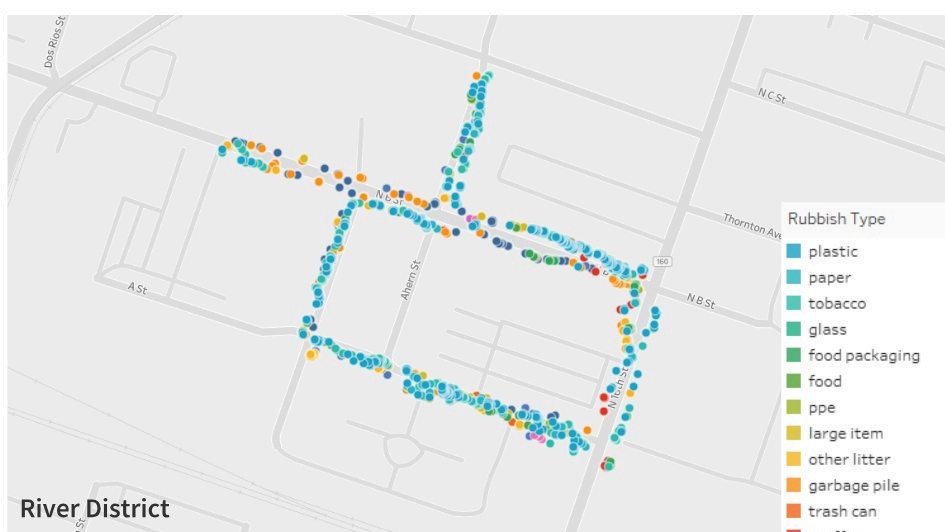 Dos Rios St
N C St
N B St
Rubbish Type
Thornton Ave
plastic
160
paper
Ahern St
A St
N B St
tobacco
glass
food packaging
N 16th St
food
ppe
large item
other litter
garbage pile
River District
trash can